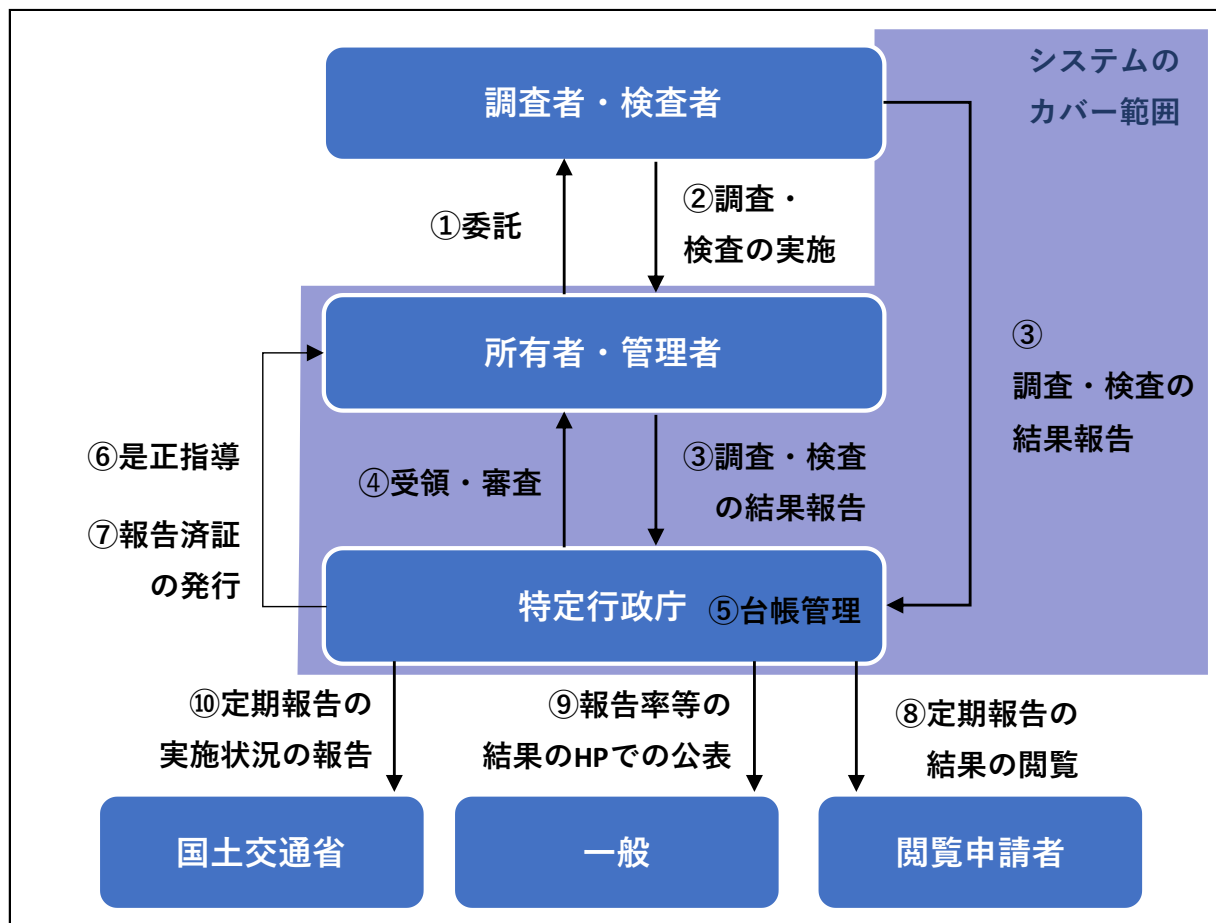 システムの
カバー範囲
調査者・検査者
①委託
②調査・
検査の実施
所有者・管理者
③
調査・検査の
結果報告
⑥是正指導
④受領・審査
③調査・検査
の結果報告
⑦報告済証
の発行
特定行政庁
⑤台帳管理
⑩定期報告の
実施状況の報告
⑨報告率等の
結果のHPでの公表
⑧定期報告の
結果の閲覧
国土交通省
一般
閲覧申請者